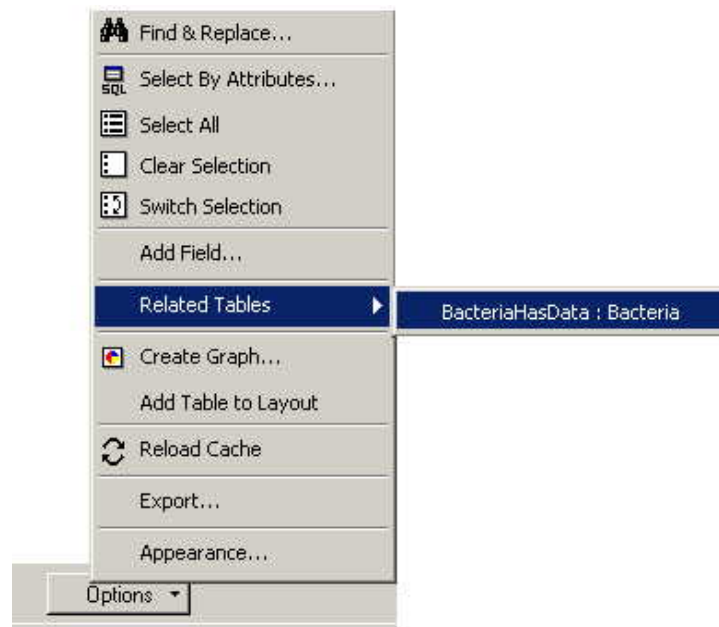 Find & Replace...
SQL
Select By Attributes...
Select All
Clear Selection
Switch Selection
Add Field...
Related Tables
BacteriaHasData : Bacteria
Create Graph...
Add Table to Layout
Reload Cache
Export...
Appearance...
Options